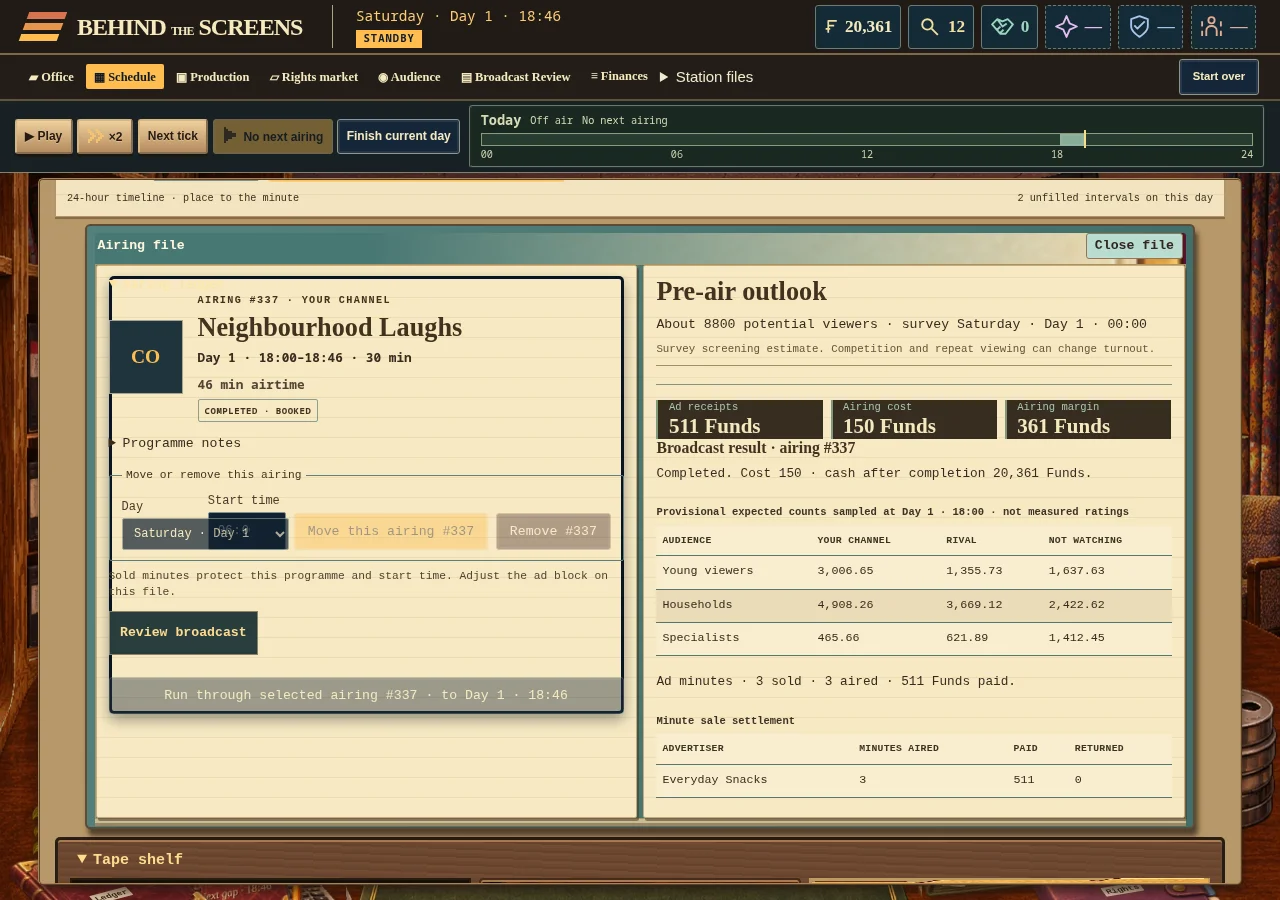 BEHIND THE SCREENS
Saturday · Day 1 · 18:46
STANDBY
20,361
12
0
—
—
—
Office
Schedule
Production
Rights market
Audience
Broadcast Review
Finances
Station files
Start over
Play
×2
Next tick
No next airing
Finish current day
Today Off air No next airing
00 06 12 18 24
24-hour timeline · place to the minute
2 unfilled intervals on this day
Airing file
Close file
AIRING #337 · YOUR CHANNEL
CO
Neighbourhood Laughs
Day 1 · 18:00–18:46 · 30 min
46 min airtime
COMPLETED · BOOKED
Programme notes
Move or remove this airing
Day
Start time
Saturday · Day 1
Move this airing #337
Remove #337
Sold minutes protect this programme and start time. Adjust the ad block on
this file.
Review broadcast
Run through selected airing #337 · to Day 1 · 18:46
Pre-air outlook
About 8800 potential viewers · survey Saturday · Day 1 · 00:00
Survey screening estimate. Competition and repeat viewing can change turnout.
Ad receipts
511 Funds
Airing cost
150 Funds
Airing margin
361 Funds
Broadcast result · airing #337
Completed. Cost 150 · cash after completion 20,361 Funds.
Provisional expected counts sampled at Day 1 · 18:00 · not measured ratings
AUDIENCE YOUR CHANNEL RIVAL NOT WATCHING
Young viewers 3,006.65 1,355.73 1,637.63
Households 4,908.26 3,669.12 2,422.62
Specialists 465.66 621.89 1,412.45
Ad minutes · 3 sold · 3 aired · 511 Funds paid.
Minute sale settlement
ADVERTISER MINUTES AIRED PAID RETURNED
Everyday Snacks 3 511 0
Tape shelf
Ledger
Next gap · 18:46
Rights